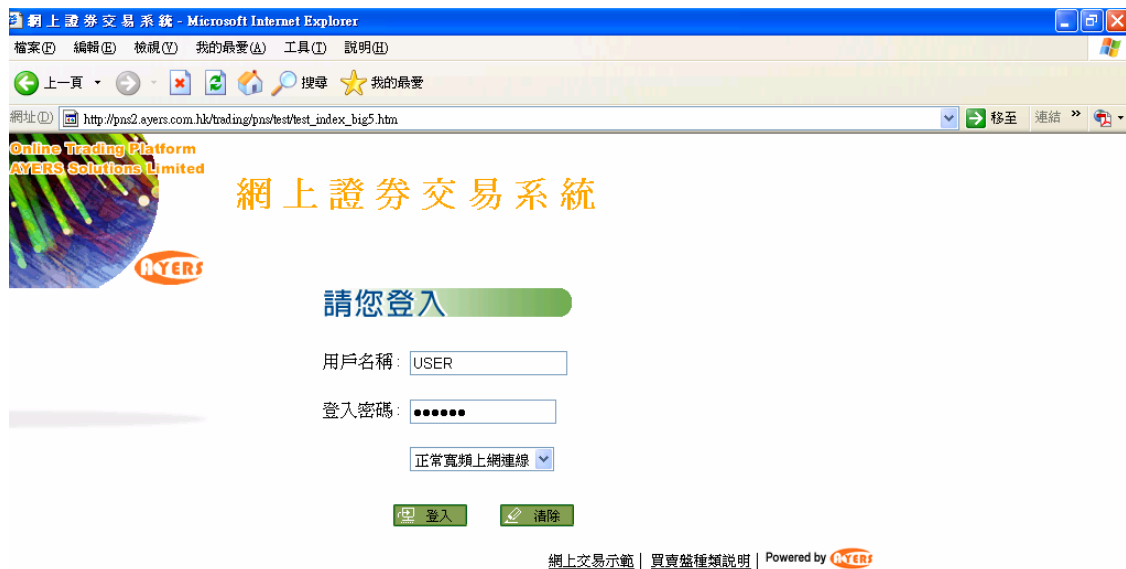 網上證券交易系統 - Microsoft Internet Explorer
檔案(F) 編輯(E) 檢視(V) 我的最愛(A) 工具(T) 說明(H)
上一頁 搜尋 我的最愛
網址(D) http://pns2.ayers.com.hk/trading/pns/test/test_index_big5.htm 移至 連結 »
Online Trading Platform
AYERS Solutions Limited
網上證券交易系統
AYERS
請您登入
用戶名稱: USER
登入密碼: ●●●●●●
正常寬頻上網連線
登入 清除
網上交易示範 | 買賣盤種類説明 | Powered by AYERS